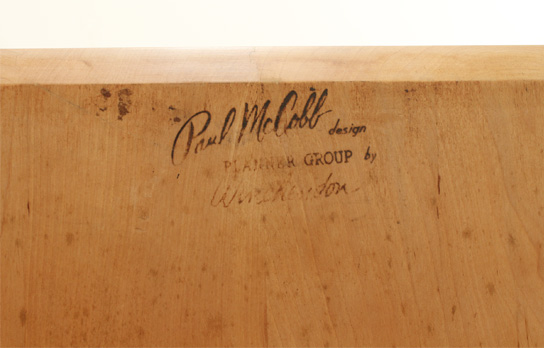 Paul McCobb design
PLANNER GROUP by
Winchendon